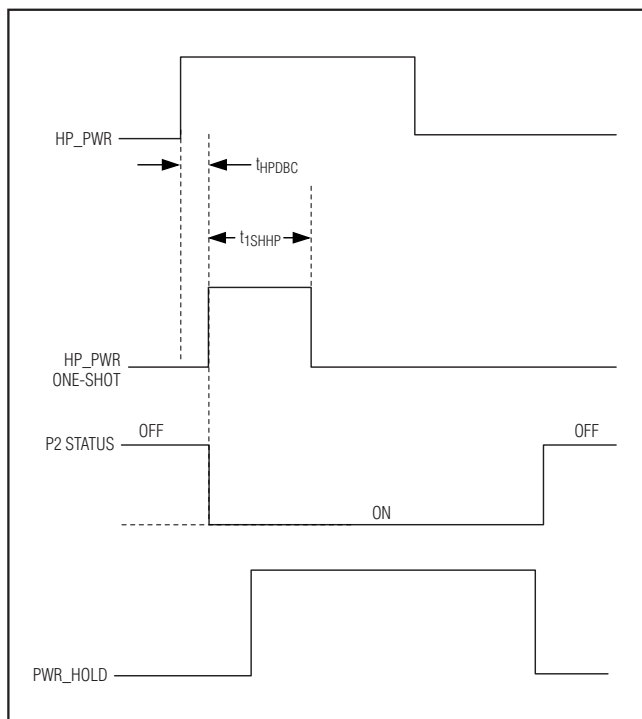 HP_PWR
tHPDBC
t1SHHP
HP_PWR
ONE-SHOT
OFF
OFF
P2 STATUS
ON
PWR_HOLD